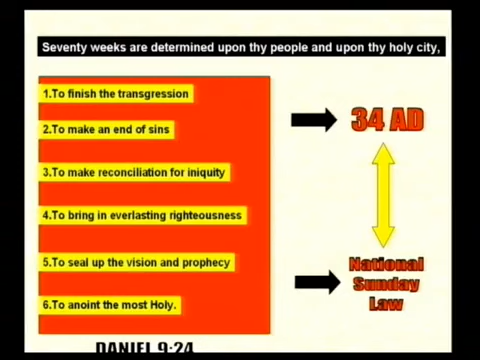 Seventy weeks are determined upon thy people and upon thy holy city,
1.To finish the transgression
2.To make an end of sins
3.To make reconciliation for iniquity
4.To bring in everlasting righteousness
5.To seal up the vision and prophecy
6.To anoint the most Holy.
DANIEL 9:24
34 AD
National
Sunday
Law